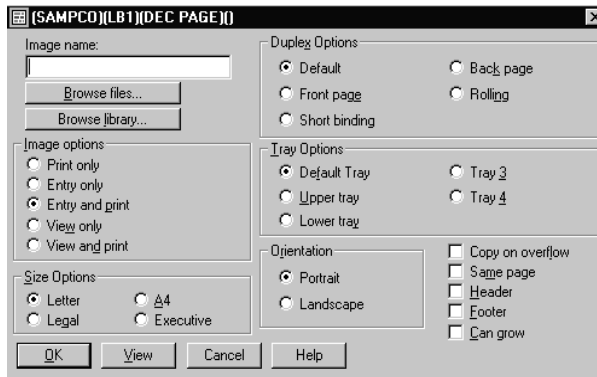 (SAMPCO)(LB1)(DEC PAGE)()
Image name:
Browse files...
Browse library...
Image options
Print only
Entry only
Entry and print
View only
View and print
Size Options
Letter
A4
Legal
Executive
Duplex Options
Default
Back page
Front page
Rolling
Short binding
Tray Options
Default Tray
Tray 3
Upper tray
Tray 4
Lower tray
Orientation
Portrait
Landscape
Copy on overflow
Same page
Header
Footer
Can grow
OK
View
Cancel
Help